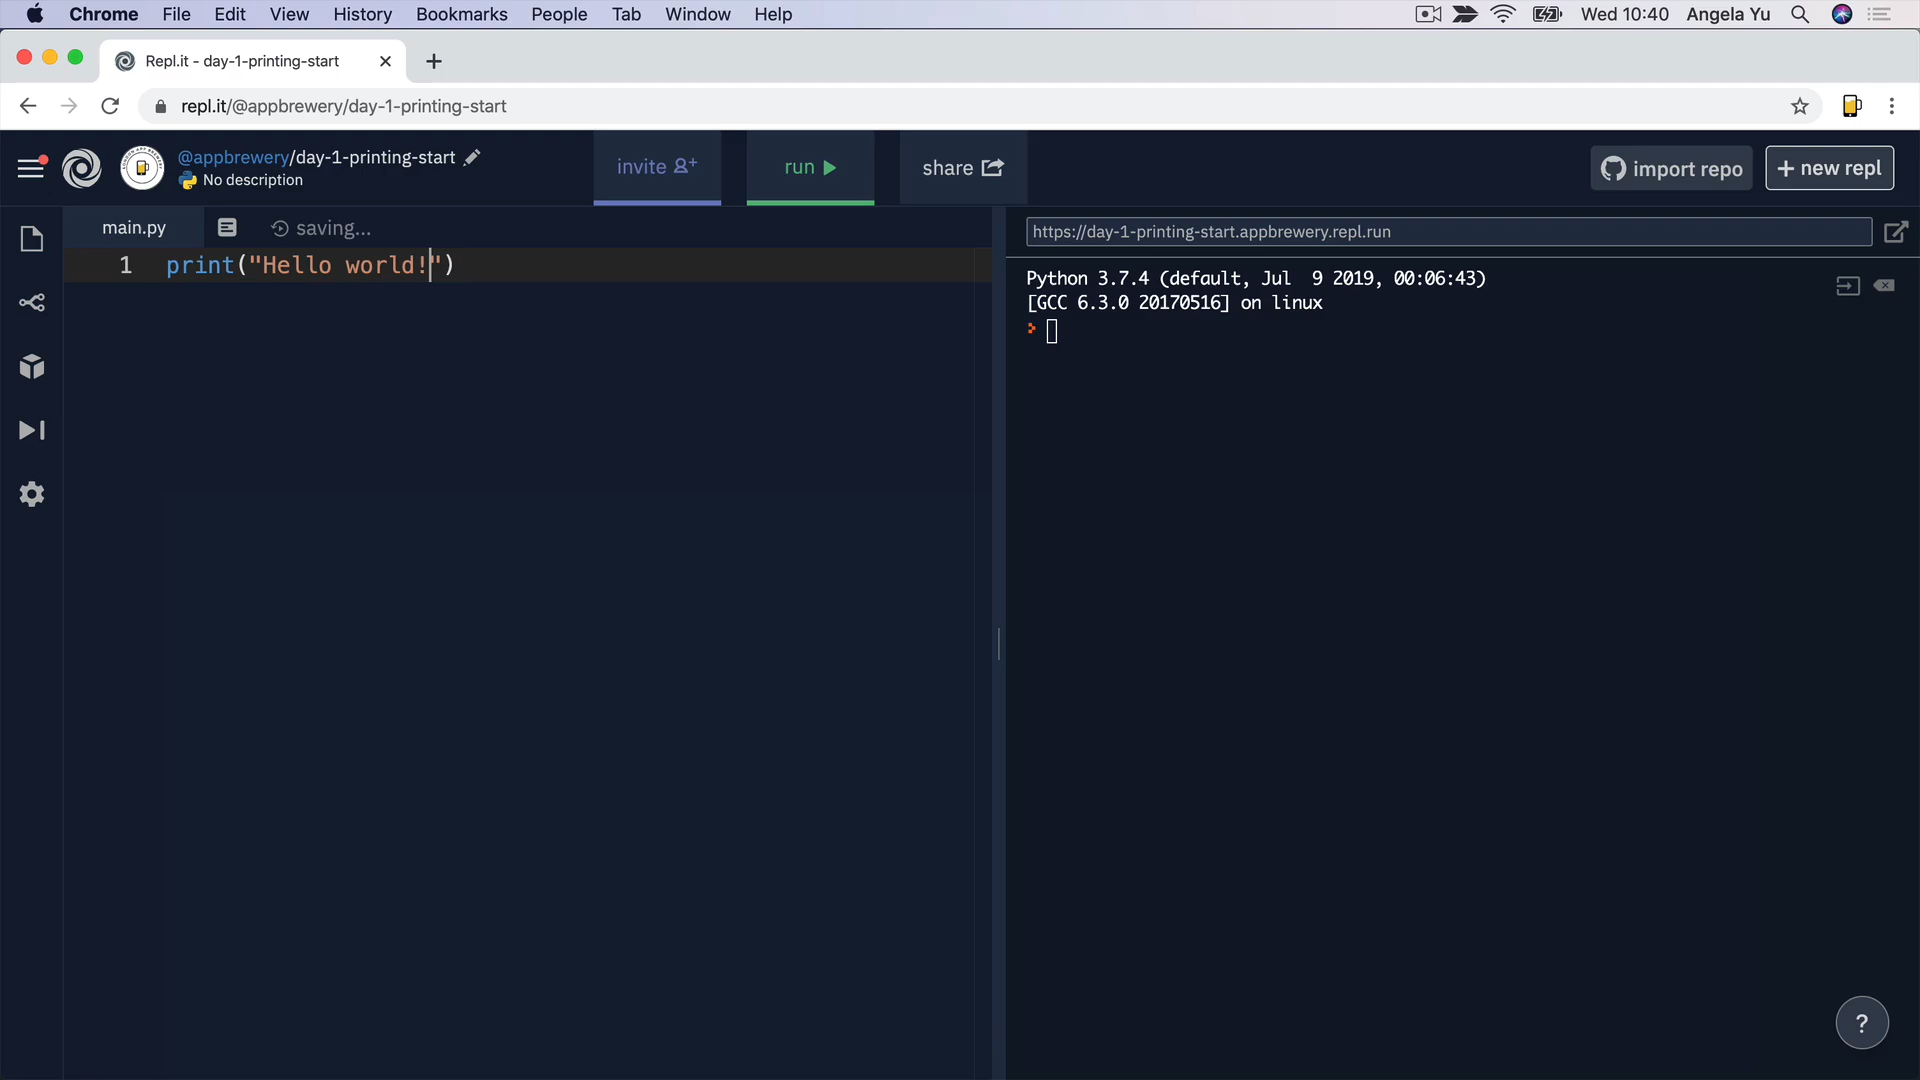 Chrome File Edit View History Bookmarks People Tab Window Help Wed 10:40 Angela Yu
Repl.it - day-1-printing-start
repl.it/@appbrewery/day-1-printing-start
@appbrewery/day-1-printing-start
No description
invite
run
share
import repo
+ new repl
main.py
saving...
1 print("Hello world!")
https://day-1-printing-start.appbrewery.repl.run
Python 3.7.4 (default, Jul  9 2019, 00:06:43)
[GCC 6.3.0 20170516] on linux
?